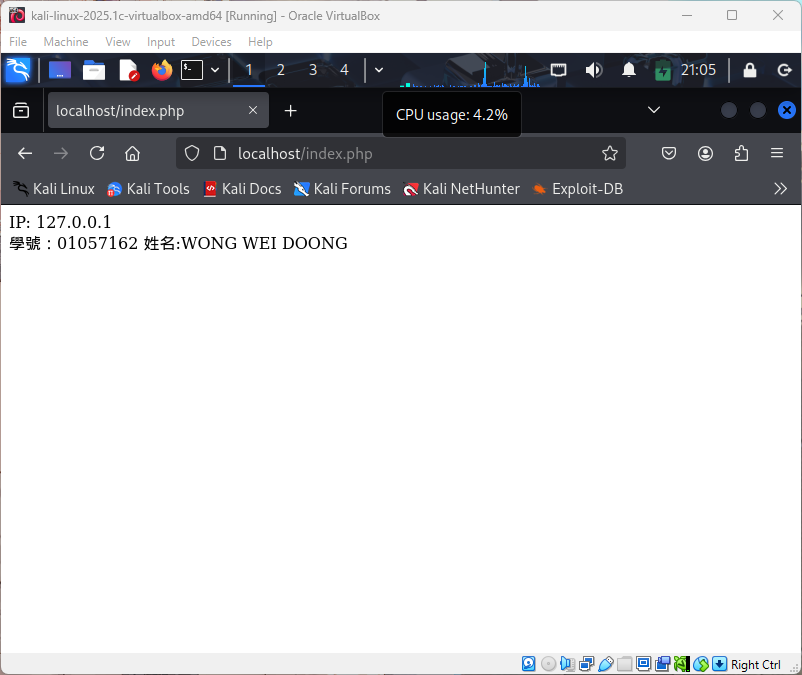 kali-linux-2025.1c-virtualbox-amd64 [Running] - Oracle VirtualBox
File Machine View Input Devices Help
1 2 3 4 21:05
localhost/index.php
CPU usage: 4.2%
localhost/index.php
Kali Linux Kali Tools Kali Docs Kali Forums Kali NetHunter Exploit-DB
IP: 127.0.0.1
學號：01057162 姓名:WONG WEI DOONG
Right Ctrl